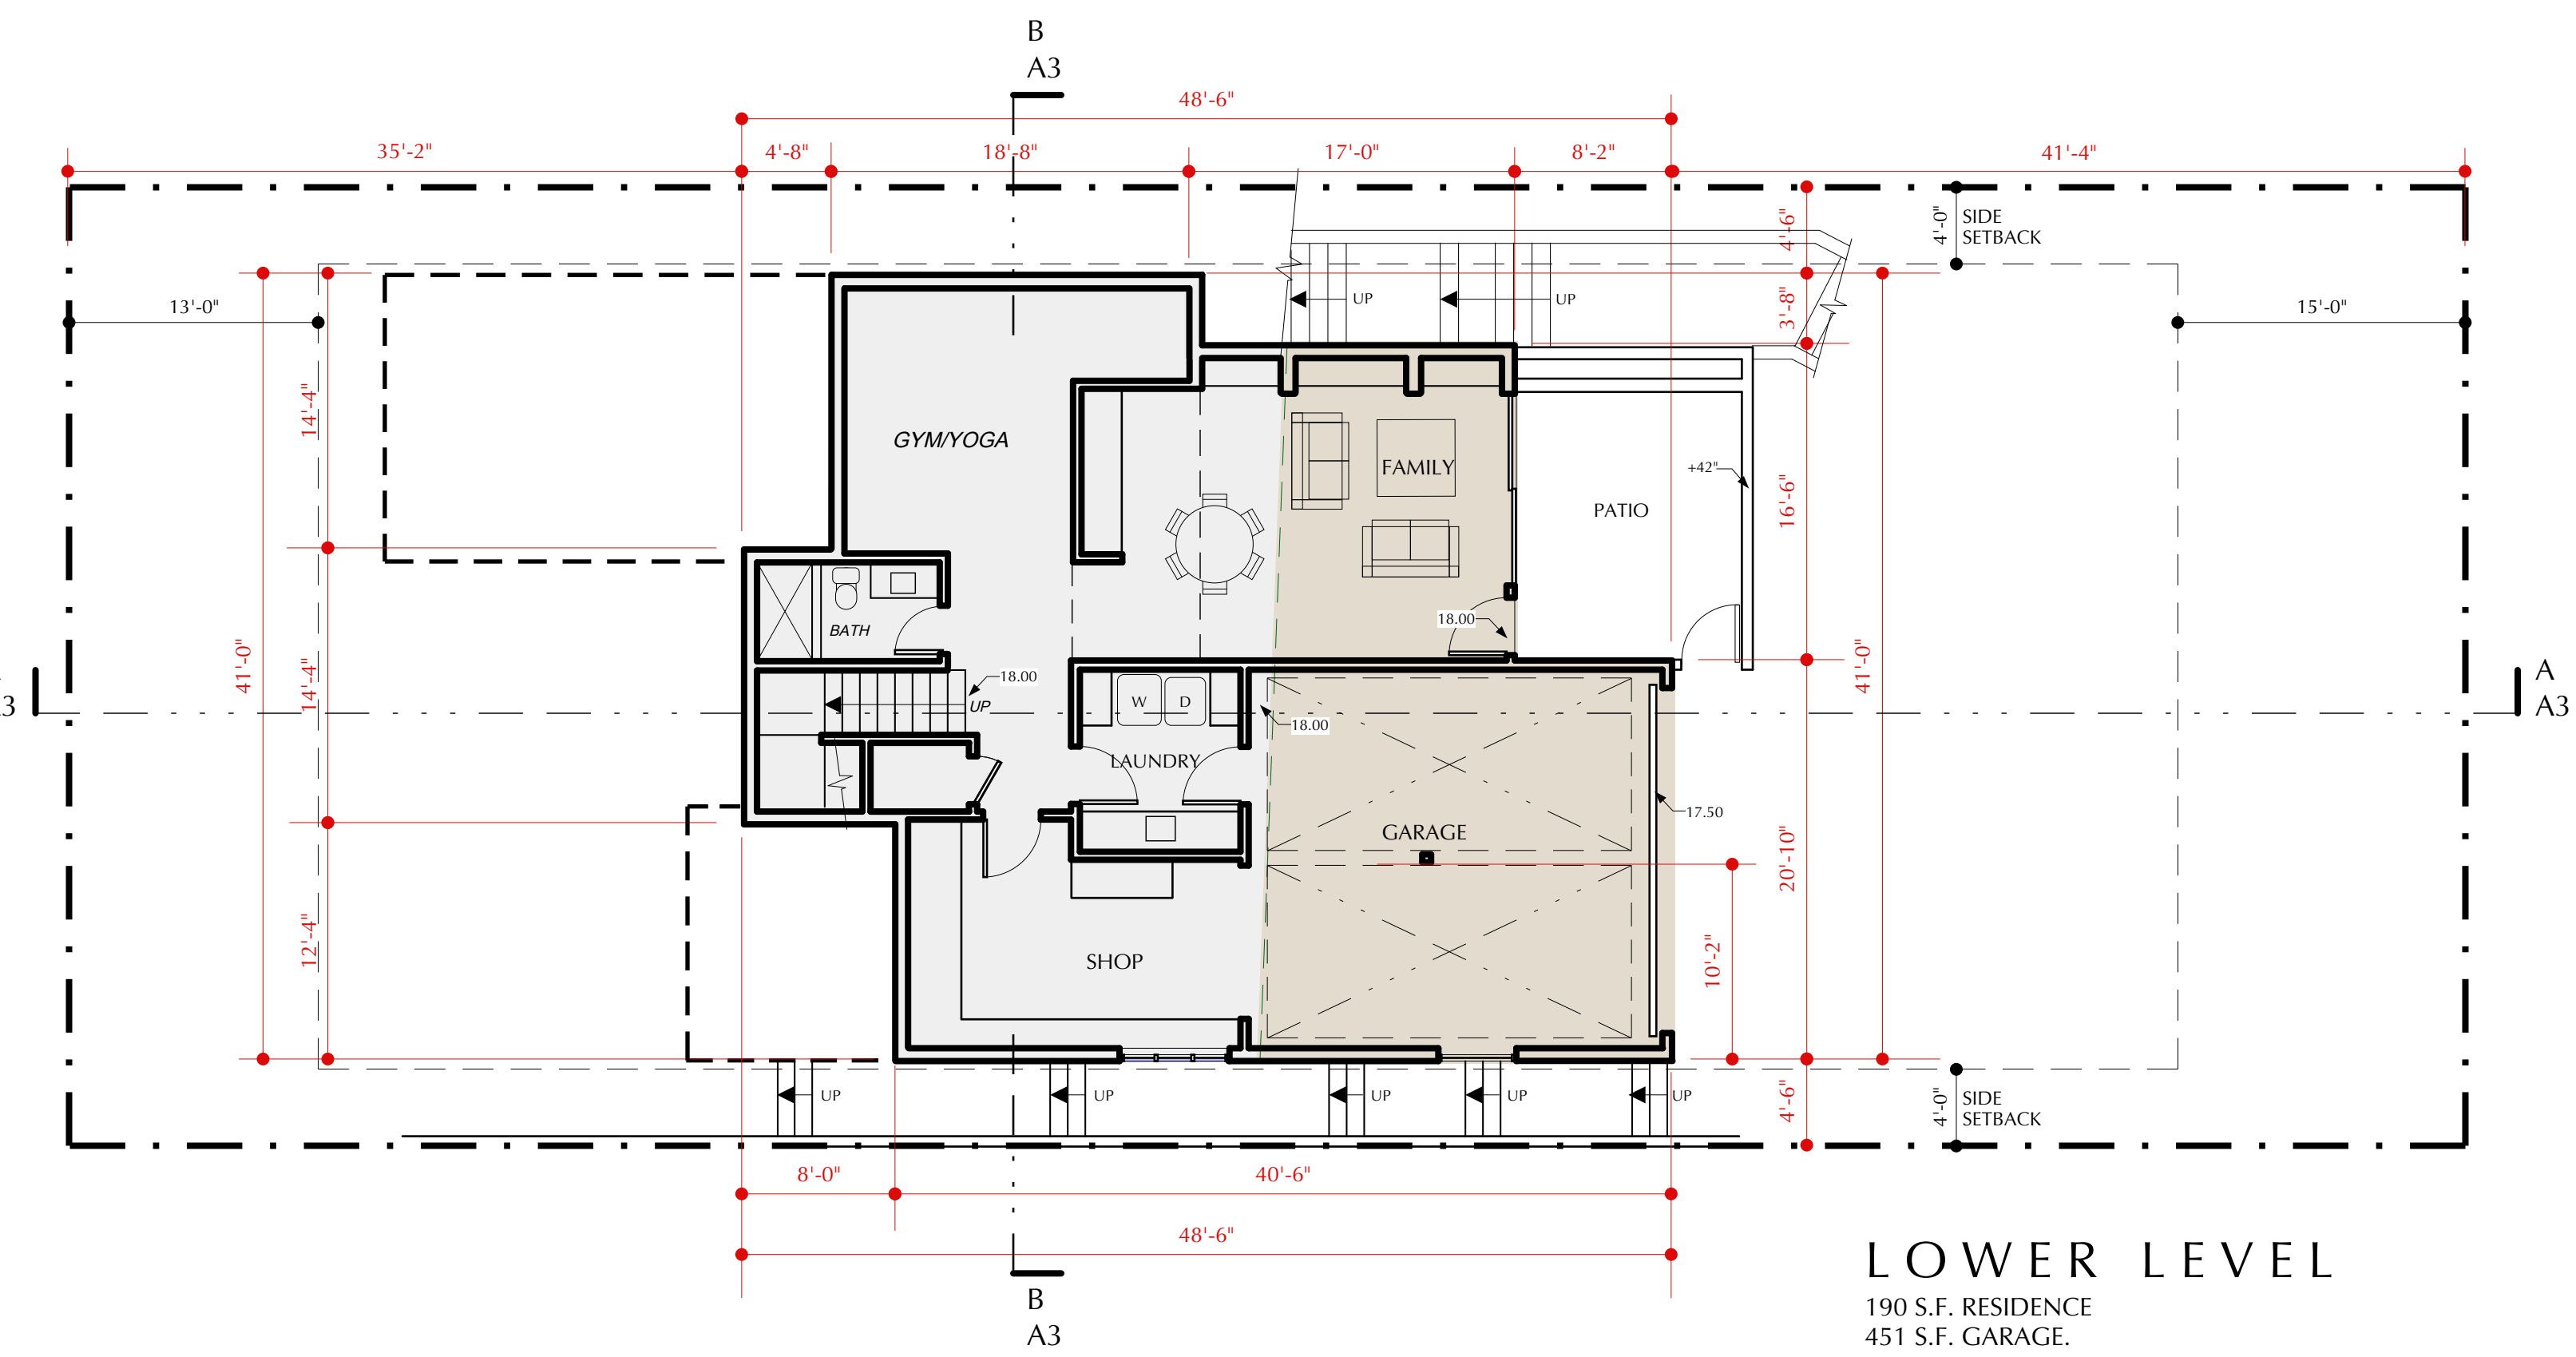 B
A3
48'-6"
35'-2"
4'-8"
18'-8"
17'-0"
8'-2"
41'-4"
4'-6"
4'-0"
SIDE
SETBACK
13'-0"
UP
UP
3'-8"
15'-0"
14'-4"
GYM/YOGA
FAMILY
+42"
16'-6"
PATIO
BATH
18.00
41'-0"
14'-4"
18.00
UP
W
D
18.00
41'-0"
A
A3
3
LAUNDRY
17.50
GARAGE
20'-10"
12'-4"
SHOP
10'-2"
UP
UP
UP
UP
UP
4'-6"
4'-0"
SIDE
SETBACK
8'-0"
40'-6"
48'-6"
B
A3
LOWER LEVEL
190 S.F. RESIDENCE
451 S.F. GARAGE.